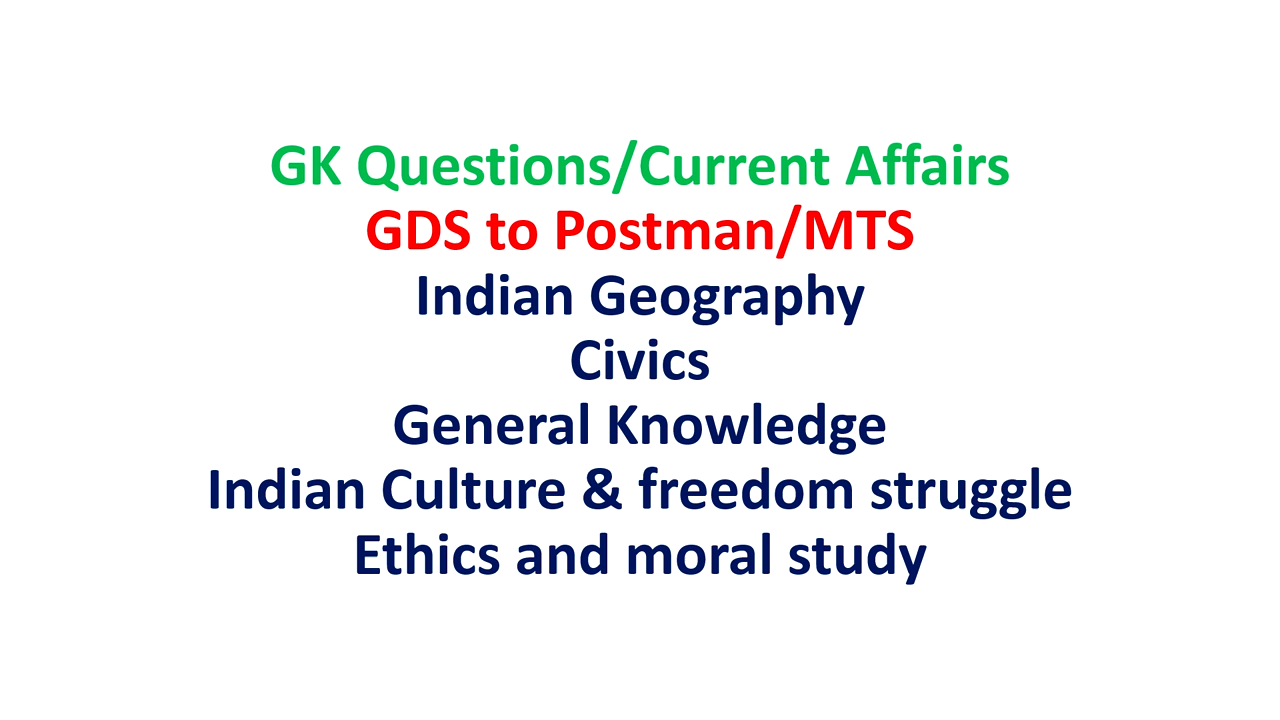 GK Questions/Current Affairs
GDS to Postman/MTS
Indian Geography
Civics
General Knowledge
Indian Culture & freedom struggle
Ethics and moral study